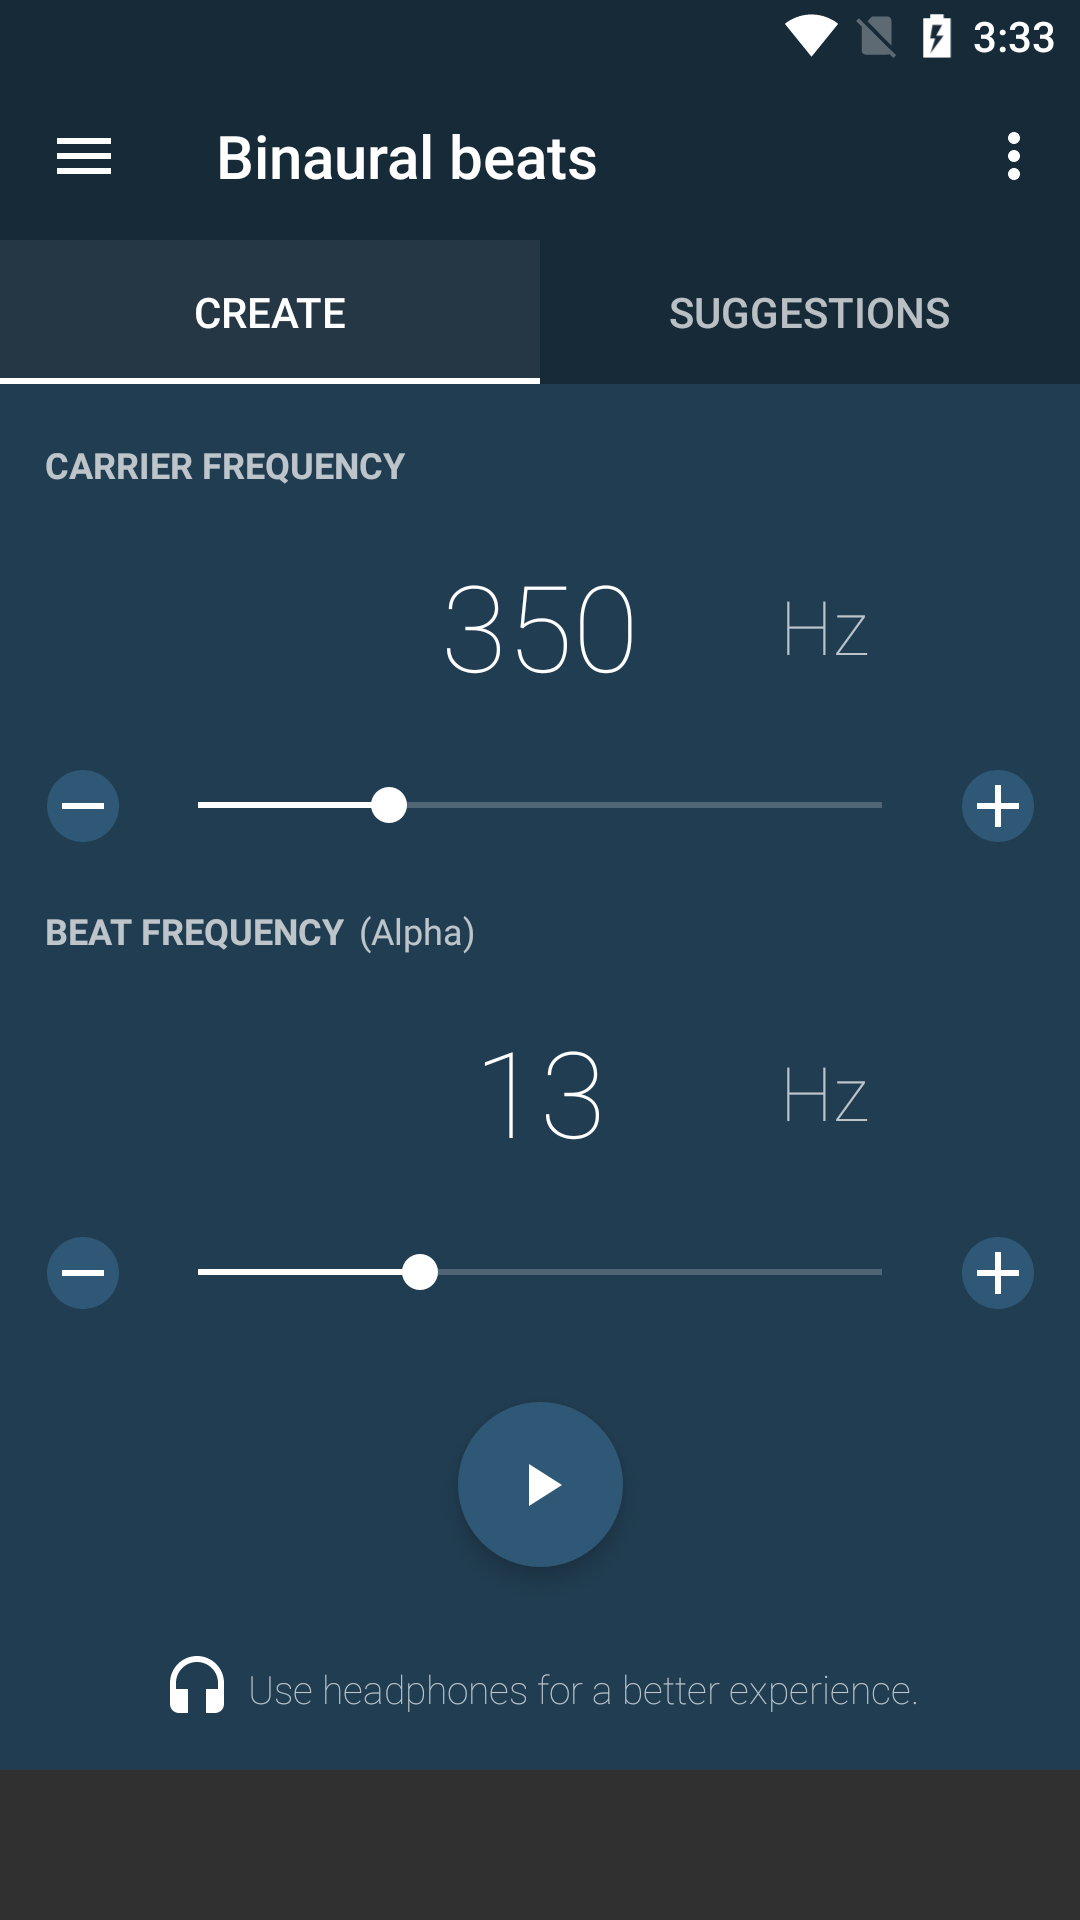 3:33
Binaural beats
CREATE
SUGGESTIONS
CARRIER FREQUENCY
350 Hz
BEAT FREQUENCY (Alpha)
13 Hz
Use headphones for a better experience.